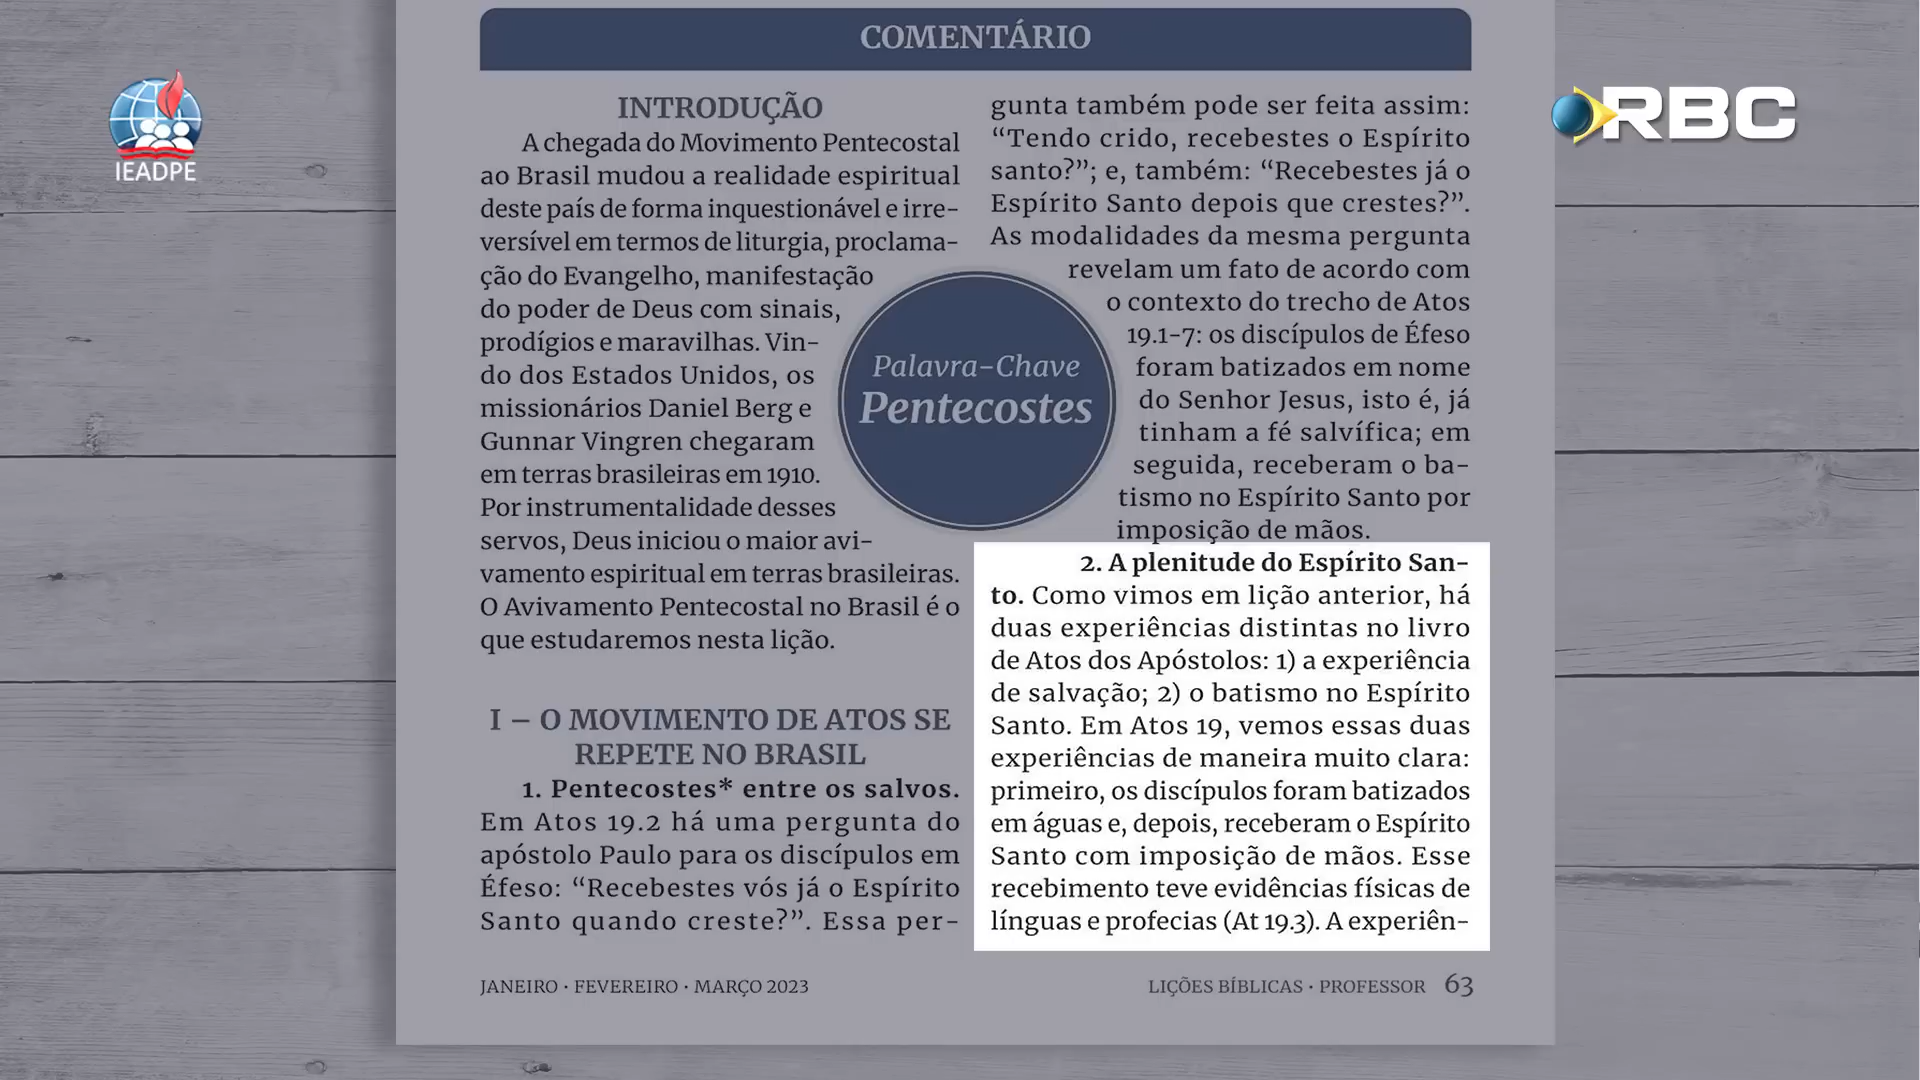 COMENTÁRIO
IEADPE
RBC
INTRODUÇÃO
A chegada do Movimento Pentecostal
ao Brasil mudou a realidade espiritual
deste país de forma inquestionável e irre-
versível em termos de liturgia, proclama-
ção do Evangelho, manifestação
do poder de Deus com sinais,
prodígios e maravilhas. Vin-
do dos Estados Unidos, os
missionários Daniel Berg e
Gunnar Vingren chegaram
em terras brasileiras em 1910.
Por instrumentalidade desses
servos, Deus iniciou o maior avi-
vamento espiritual em terras brasileiras.
O Avivamento Pentecostal no Brasil é o
que estudaremos nesta lição.
I – O MOVIMENTO DE ATOS SE
REPETE NO BRASIL
1. Pentecostes* entre os salvos.
Em Atos 19.2 há uma pergunta do
apóstolo Paulo para os discípulos em
Éfeso: “Recebestes vós já o Espírito
Santo quando creste?”. Essa per-
Palavra-Chave
Pentecostes
gunta também pode ser feita assim:
“Tendo crido, recebestes o Espírito
santo?”; e, também: “Recebestes já o
Espírito Santo depois que crestes?”.
As modalidades da mesma pergunta
revelam um fato de acordo com
o contexto do trecho de Atos
19.1-7: os discípulos de Éfeso
foram batizados em nome
do Senhor Jesus, isto é, já
tinham a fé salvífica; em
seguida, receberam o ba-
tismo no Espírito Santo por
imposição de mãos.
2. A plenitude do Espírito San-
to. Como vimos em lição anterior, há
duas experiências distintas no livro
de Atos dos Apóstolos: 1) a experiência
de salvação; 2) o batismo no Espírito
Santo. Em Atos 19, vemos essas duas
experiências de maneira muito clara:
primeiro, os discípulos foram batizados
em águas e, depois, receberam o Espírito
Santo com imposição de mãos. Esse
recebimento teve evidências físicas de
línguas e profecias (At 19.3). A experiên-
JANEIRO · FEVEREIRO · MARÇO 2023
LIÇÕES BÍBLICAS · PROFESSOR 63